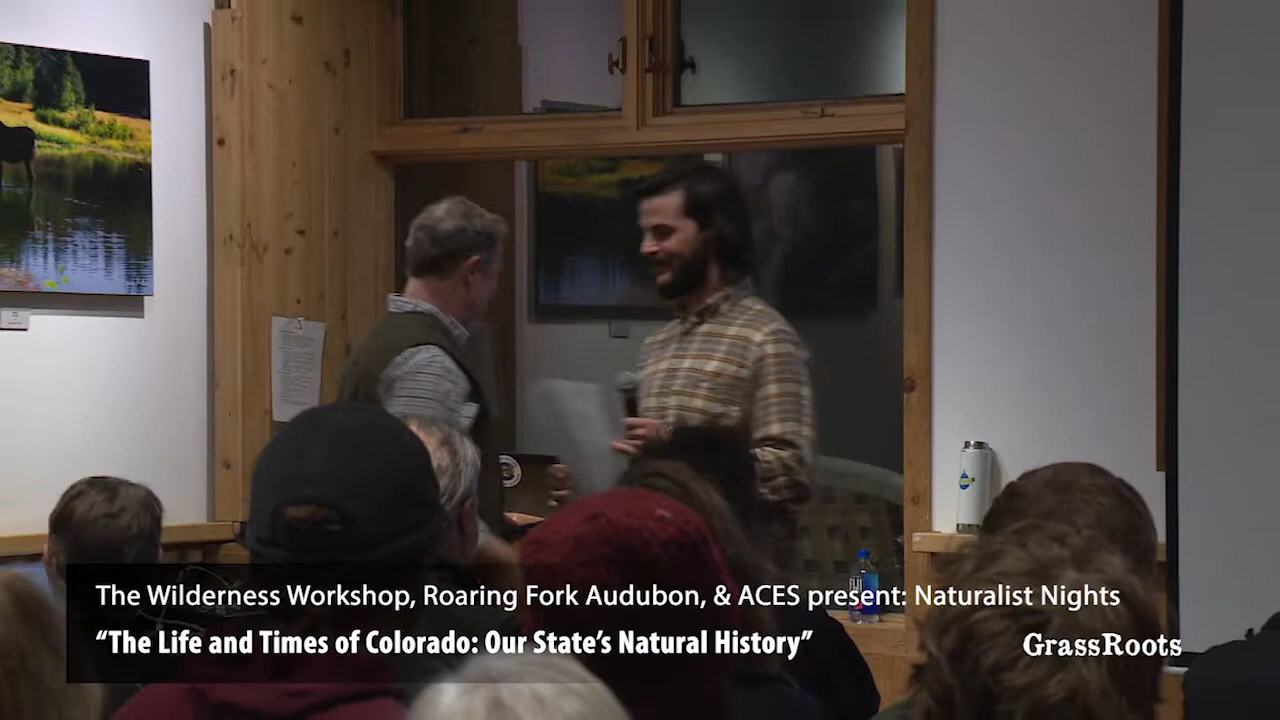 The Wilderness Workshop, Roaring Fork Audubon, & ACES present: Naturalist Nights
“The Life and Times of Colorado: Our State’s Natural History”
GrassRoots